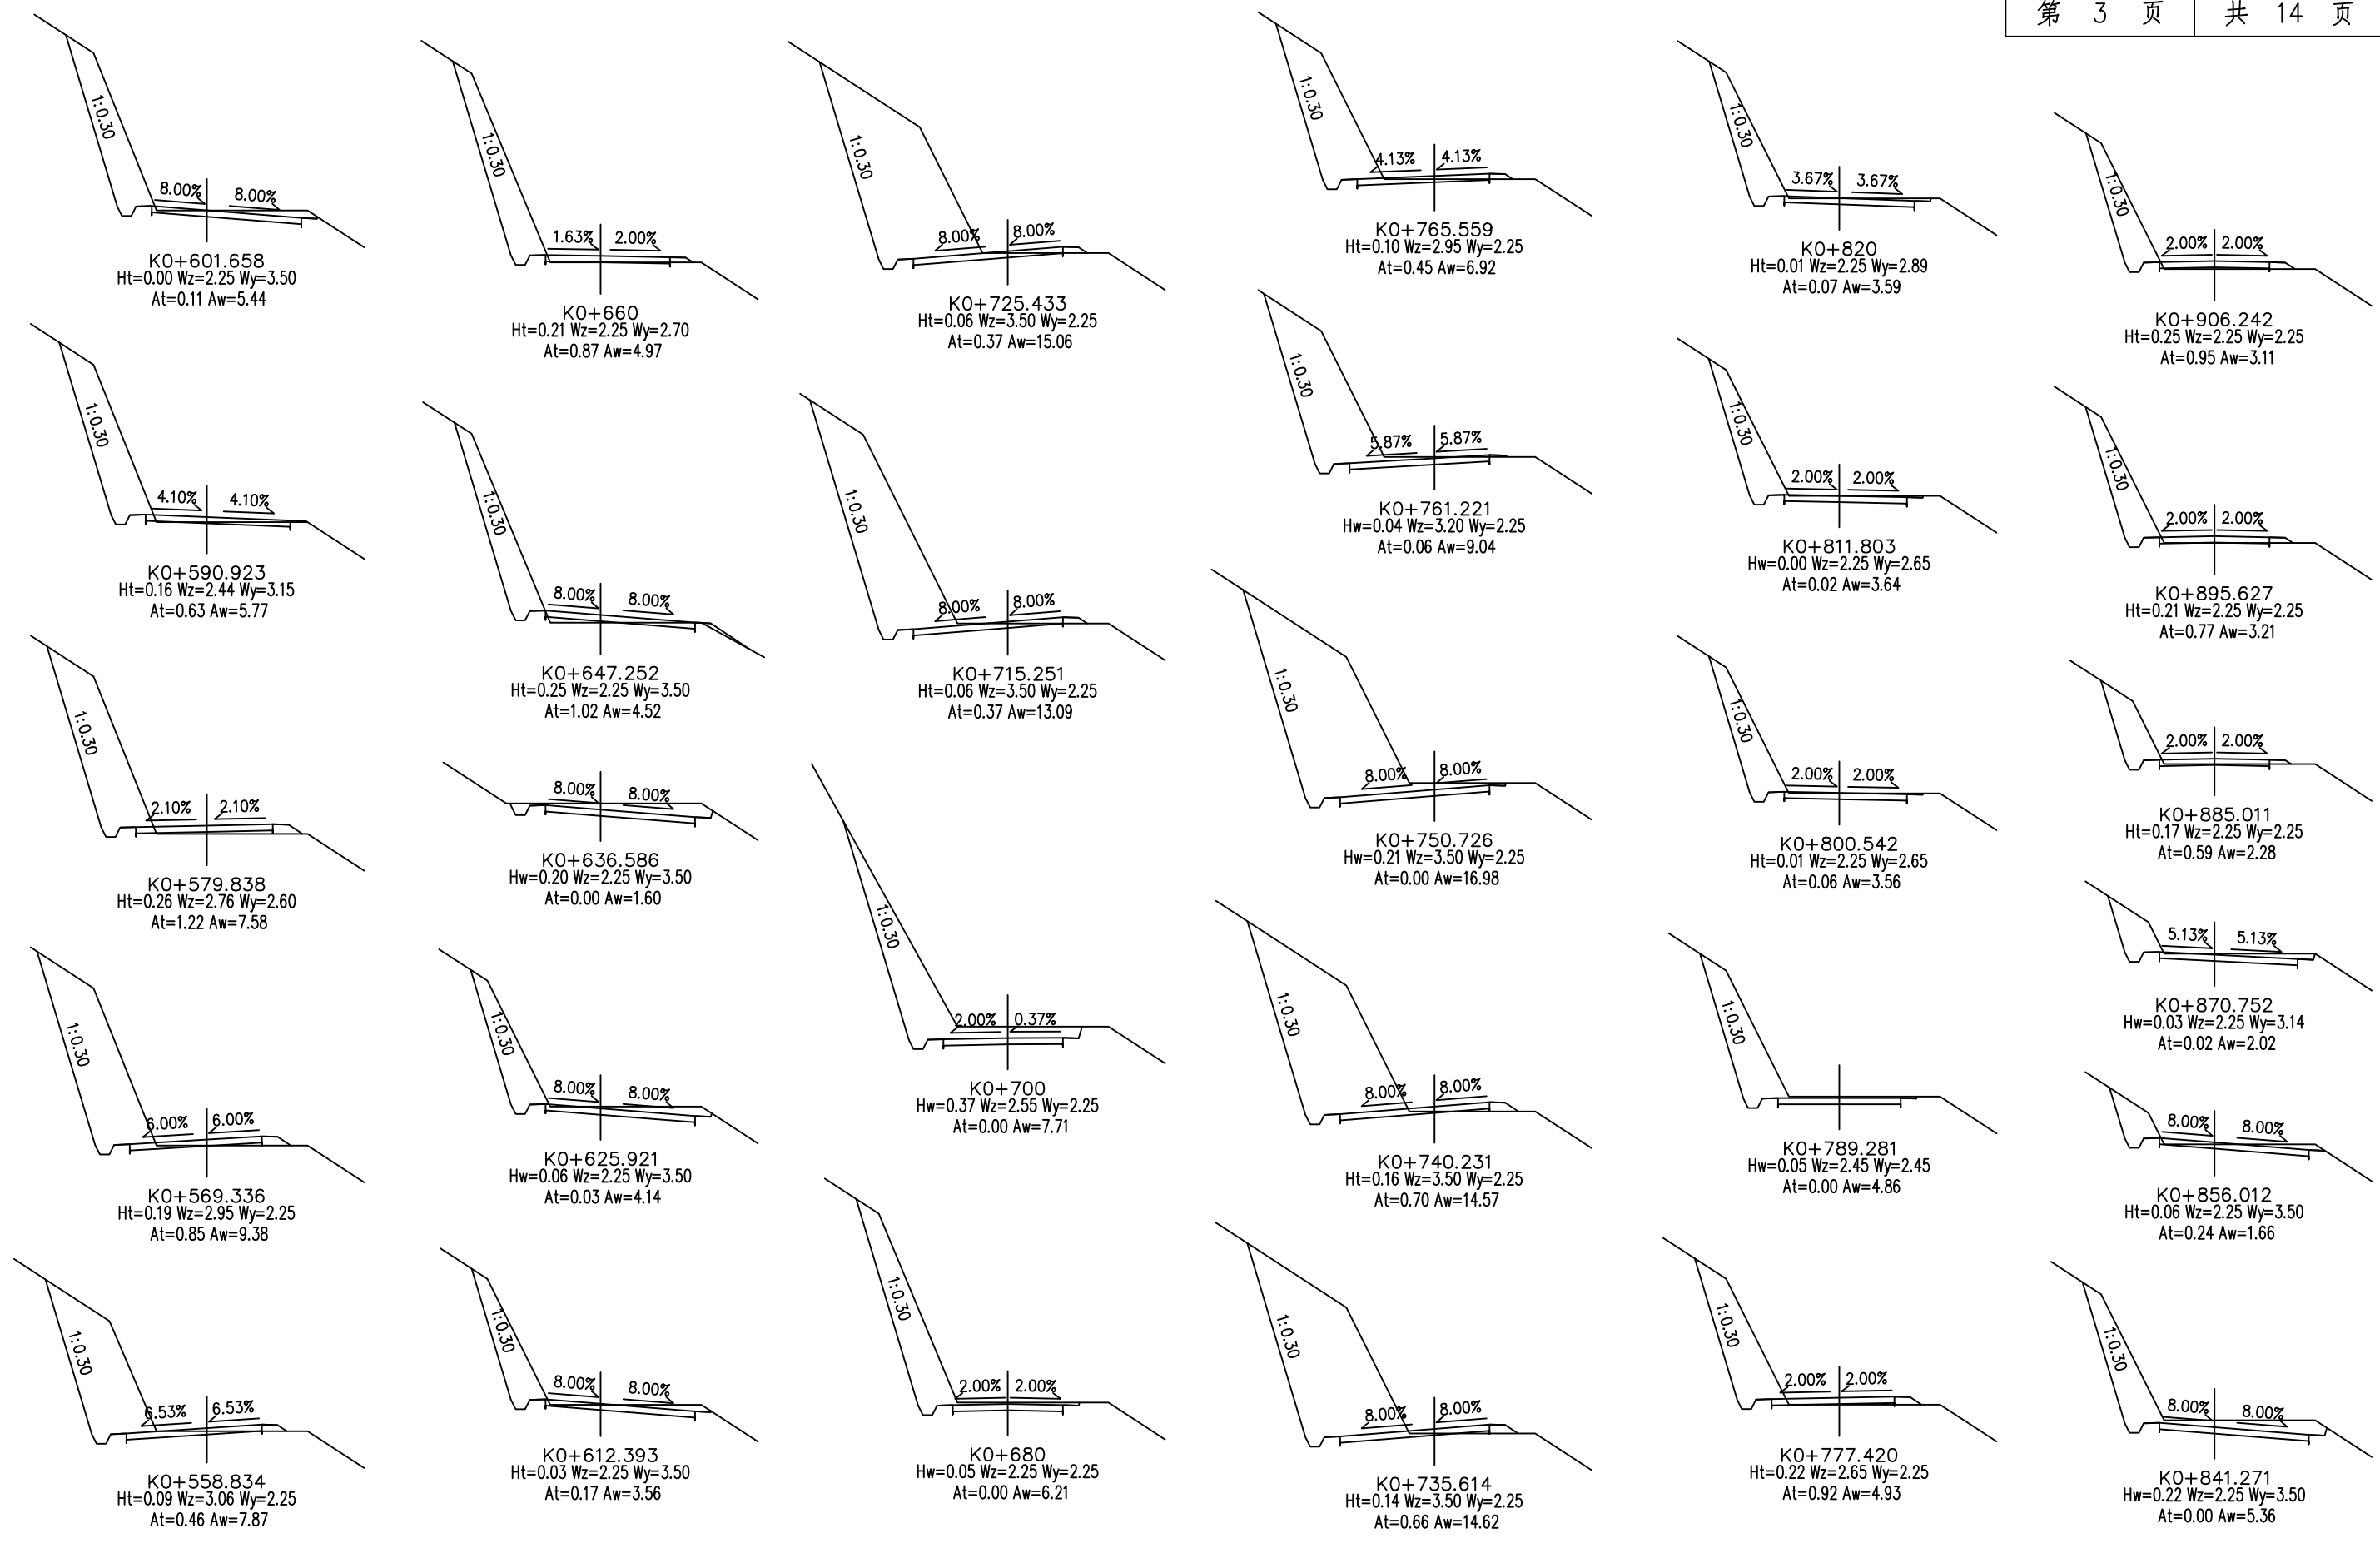 第 3 页 共 14 页
1:0.30
8.00% 8.00%
K0+601.658
Ht=0.00 Wz=2.25 Wy=3.50
At=0.11 Aw=5.44
1:0.30
4.10% 4.10%
K0+590.923
Ht=0.16 Wz=2.44 Wy=3.15
At=0.63 Aw=5.77
1:0.30
2.10% 2.10%
K0+579.838
Ht=0.26 Wz=2.76 Wy=2.60
At=1.22 Aw=7.58
1:0.30
6.00% 6.00%
K0+569.336
Ht=0.19 Wz=2.95 Wy=2.25
At=0.85 Aw=9.38
1:0.30
6.53% 6.53%
K0+558.834
Ht=0.09 Wz=3.06 Wy=2.25
At=0.46 Aw=7.87
1:0.30
1.63% 2.00%
K0+660
Ht=0.21 Wz=2.25 Wy=2.70
At=0.87 Aw=4.97
1:0.30
8.00% 8.00%
K0+647.252
Ht=0.25 Wz=2.25 Wy=3.50
At=1.02 Aw=4.52
8.00% 8.00%
K0+636.586
Hw=0.20 Wz=2.25 Wy=3.50
At=0.00 Aw=1.60
1:0.30
8.00% 8.00%
K0+625.921
Hw=0.06 Wz=2.25 Wy=3.50
At=0.03 Aw=4.14
1:0.30
8.00% 8.00%
K0+612.393
Ht=0.03 Wz=2.25 Wy=3.50
At=0.17 Aw=3.56
1:0.30
8.00% 8.00%
K0+725.433
Ht=0.06 Wz=3.50 Wy=2.25
At=0.37 Aw=15.06
1:0.30
8.00% 8.00%
K0+715.251
Ht=0.06 Wz=3.50 Wy=2.25
At=0.37 Aw=13.09
1:0.30
2.00% 0.37%
K0+700
Hw=0.37 Wz=2.55 Wy=2.25
At=0.00 Aw=7.71
1:0.30
2.00% 2.00%
K0+680
Hw=0.05 Wz=2.25 Wy=2.25
At=0.00 Aw=6.21
1:0.30
4.13% 4.13%
K0+765.559
Ht=0.10 Wz=2.95 Wy=2.25
At=0.45 Aw=6.92
1:0.30
5.87% 5.87%
K0+761.221
Hw=0.04 Wz=3.20 Wy=2.25
At=0.06 Aw=9.04
1:0.30
8.00% 8.00%
K0+750.726
Hw=0.21 Wz=3.50 Wy=2.25
At=0.00 Aw=16.98
1:0.30
8.00% 8.00%
K0+740.231
Ht=0.16 Wz=3.50 Wy=2.25
At=0.70 Aw=14.57
1:0.30
8.00% 8.00%
K0+735.614
Ht=0.14 Wz=3.50 Wy=2.25
At=0.66 Aw=14.62
1:0.30
3.67% 3.67%
K0+820
Ht=0.01 Wz=2.25 Wy=2.89
At=0.07 Aw=3.59
1:0.30
2.00% 2.00%
K0+811.803
Hw=0.00 Wz=2.25 Wy=2.65
At=0.02 Aw=3.64
1:0.30
2.00% 2.00%
K0+800.542
Ht=0.01 Wz=2.25 Wy=2.65
At=0.06 Aw=3.56
1:0.30
K0+789.281
Hw=0.05 Wz=2.45 Wy=2.45
At=0.00 Aw=4.86
1:0.30
2.00% 2.00%
K0+777.420
Ht=0.22 Wz=2.65 Wy=2.25
At=0.92 Aw=4.93
1:0.30
2.00% 2.00%
K0+906.242
Ht=0.25 Wz=2.25 Wy=2.25
At=0.95 Aw=3.11
1:0.30
2.00% 2.00%
K0+895.627
Ht=0.21 Wz=2.25 Wy=2.25
At=0.77 Aw=3.21
2.00% 2.00%
K0+885.011
Ht=0.17 Wz=2.25 Wy=2.25
At=0.59 Aw=2.28
5.13% 5.13%
K0+870.752
Hw=0.03 Wz=2.25 Wy=3.14
At=0.02 Aw=2.02
8.00% 8.00%
K0+856.012
Ht=0.06 Wz=2.25 Wy=3.50
At=0.24 Aw=1.66
1:0.30
8.00% 8.00%
K0+841.271
Hw=0.22 Wz=2.25 Wy=3.50
At=0.00 Aw=5.36